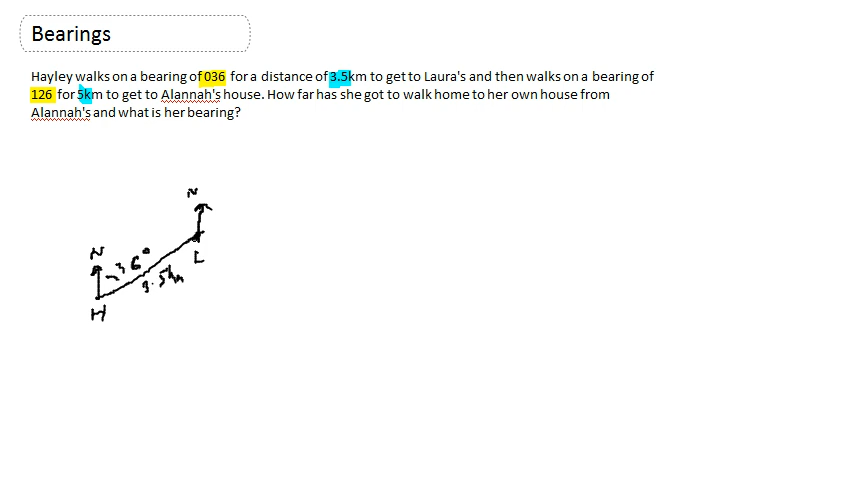 Bearings
Hayley walks on a bearing of 036 for a distance of 3.5km to get to Laura's and then walks on a bearing of
126 for 5km to get to Alannah's house. How far has she got to walk home to her own house from
Alannah's and what is her bearing?
N
N
36°
L
3.5km
H